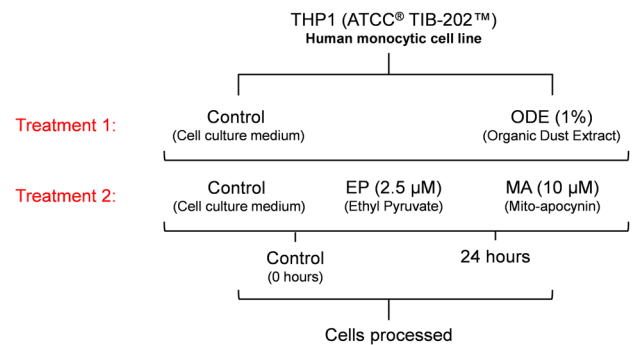 THP1 (ATCC® TIB-202™)
Human monocytic cell line
Treatment 1:
Control
(Cell culture medium)
ODE (1%)
(Organic Dust Extract)
Treatment 2:
Control
(Cell culture medium)
EP (2.5 µM)
(Ethyl Pyruvate)
MA (10 µM)
(Mito-apocynin)
Control
(0 hours)
24 hours
Cells processed